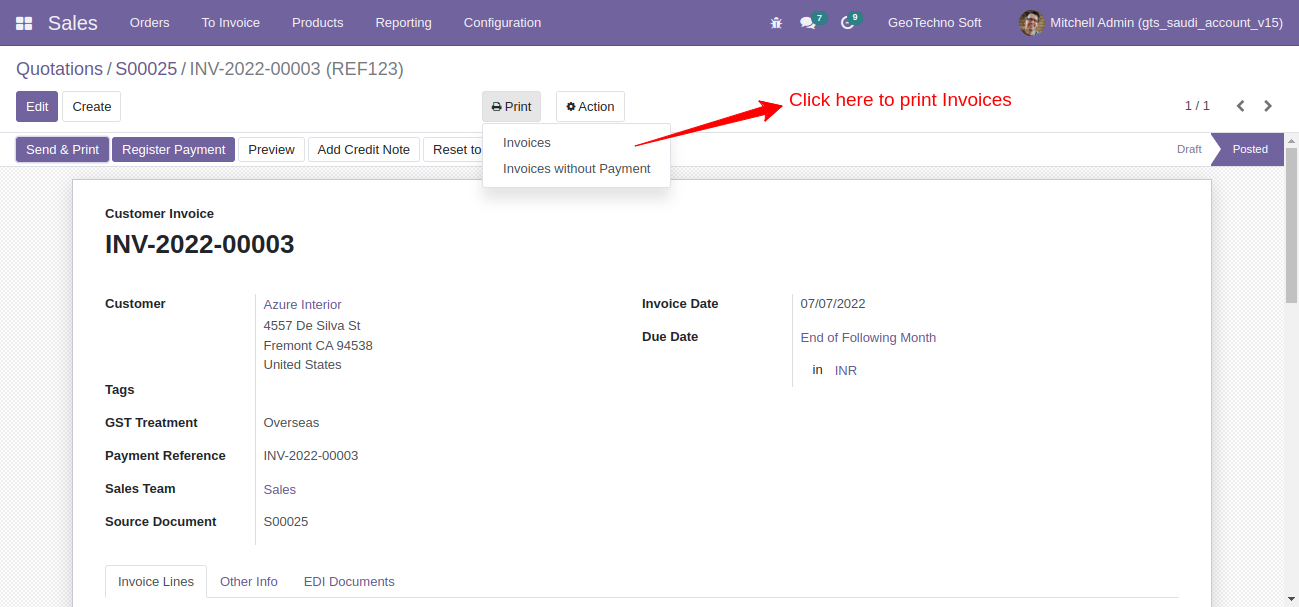 Sales Orders To Invoice Products Reporting Configuration 7 9 GeoTechno Soft Mitchell Admin (gts_saudi_account_v15)
Quotations / S00025 / INV-2022-00003 (REF123)
Edit Create Print Action Click here to print Invoices 1 / 1
Send & Print Register Payment Preview Add Credit Note Reset to Draft Posted
Invoices
Invoices without Payment
Customer Invoice
INV-2022-00003
Customer Azure Interior Invoice Date 07/07/2022
4557 De Silva St
Fremont CA 94538 Due Date End of Following Month
United States
in INR
Tags
GST Treatment Overseas
Payment Reference INV-2022-00003
Sales Team Sales
Source Document S00025
Invoice Lines Other Info EDI Documents